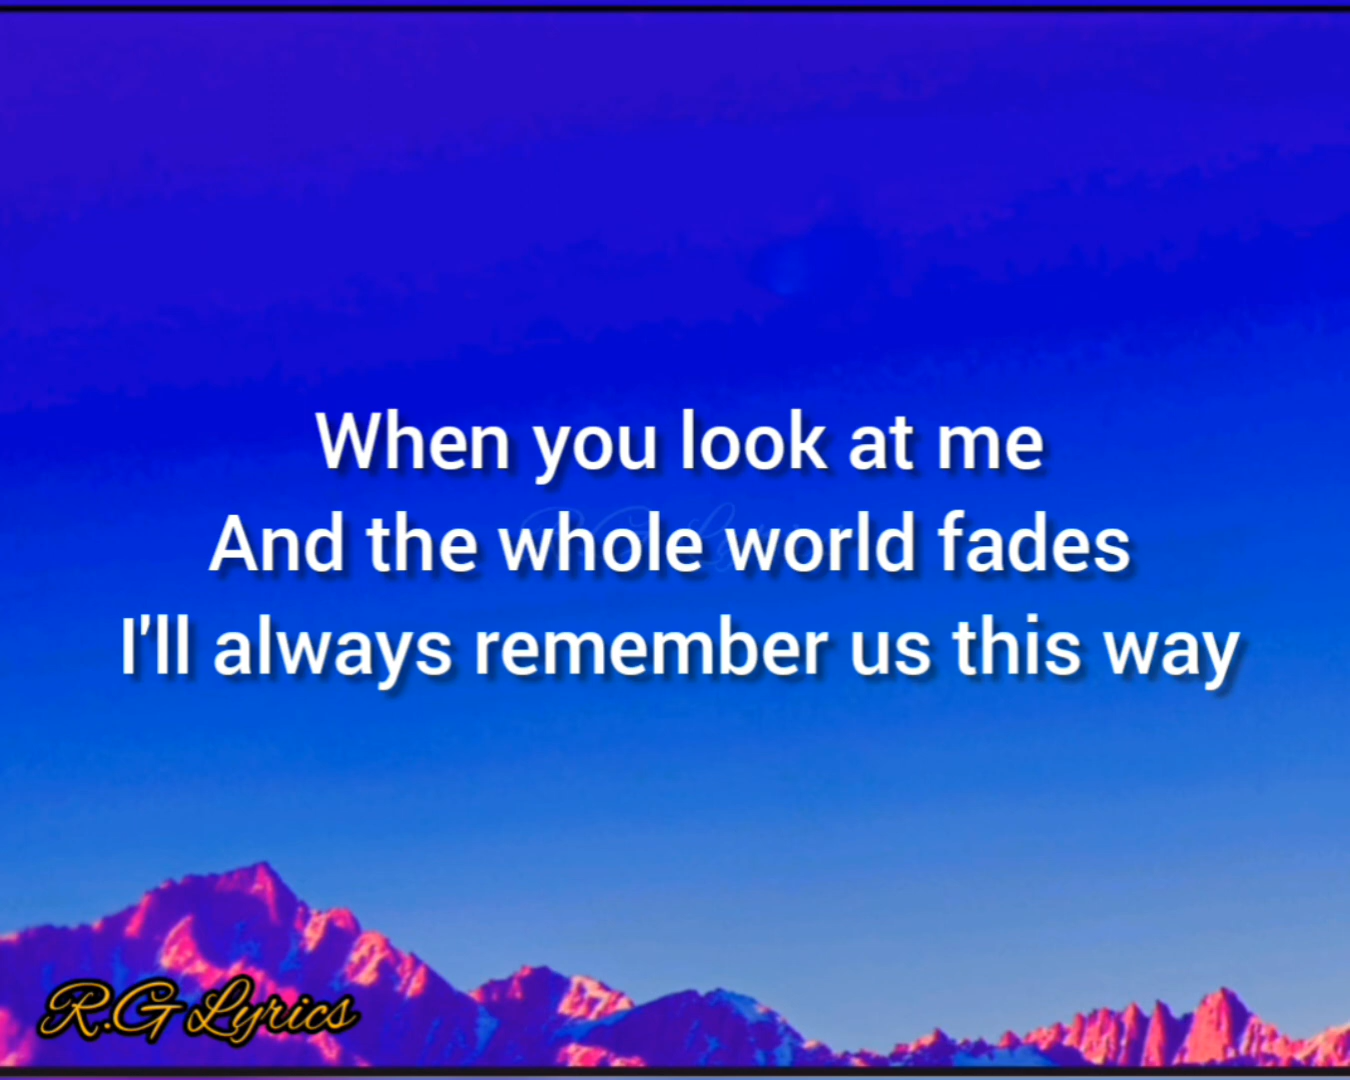 When you look at me
And the whole world fades
I'll always remember us this way
R.G Lyrics